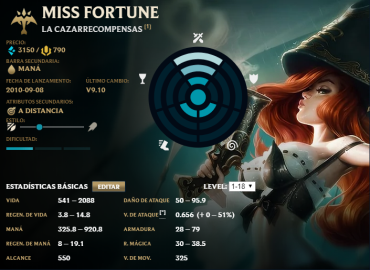 MISS FORTUNE
LA CAZARRECOMPENSAS [1]
PRECIO:
3150 / 790
BARRA SECUNDARIA:
MANÁ
FECHA DE LANZAMIENTO: ÚLTIMO CAMBIO:
2010-09-08 V9.10
ATRIBUTOS SECUNDARIOS:
A DISTANCIA
ESTILO:
DIFICULTAD:
ESTADÍSTICAS BÁSICAS EDITAR LEVEL: 1-18
VIDA 541 – 2088 DAÑO DE ATAQUE 50 – 95.9
REGEN. DE VIDA 3.8 – 14.8 V. DE ATAQUE [*] 0.656 (+ 0 – 51%)
MANÁ 325.8 – 920.8 ARMADURA 28 – 79
REGEN. DE MANÁ 8 – 19.1 R. MÁGICA 30 – 38.5
ALCANCE 550 V. DE MOV. 325